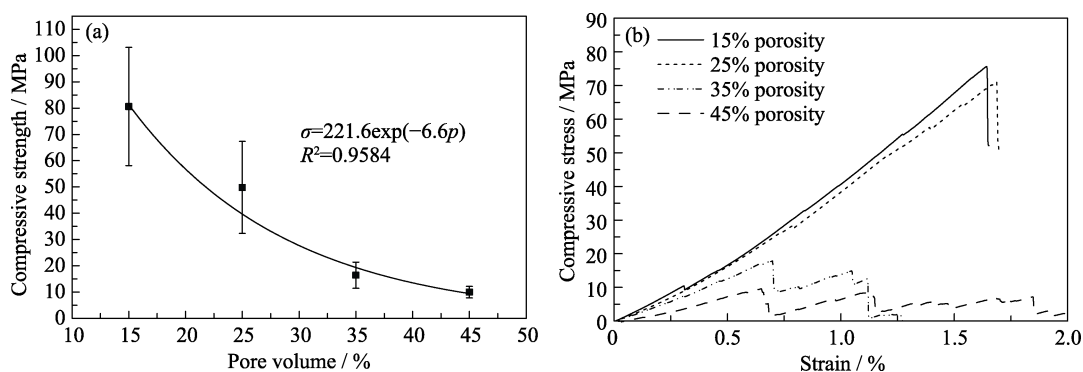 (a)
110
100
90
80
70
60
50
40
30
20
10
0
Compressive strength / MPa
σ=221.6exp(−6.6p)
R²=0.9584
10 15 20 25 30 35 40 45 50
Pore volume / %
(b)
90
80
70
60
50
40
30
20
10
0
Compressive stress / MPa
15% porosity
25% porosity
35% porosity
45% porosity
0 0.5 1.0 1.5 2.0
Strain / %